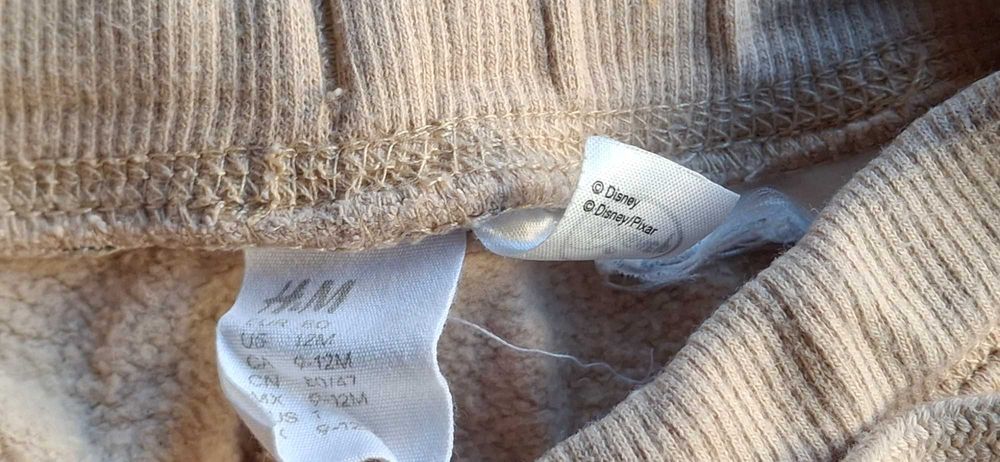 H&M
EUR 80
US 12M
CA 9-12M
CN 80/47
MX 9-12M
© Disney
© Disney/Pixar